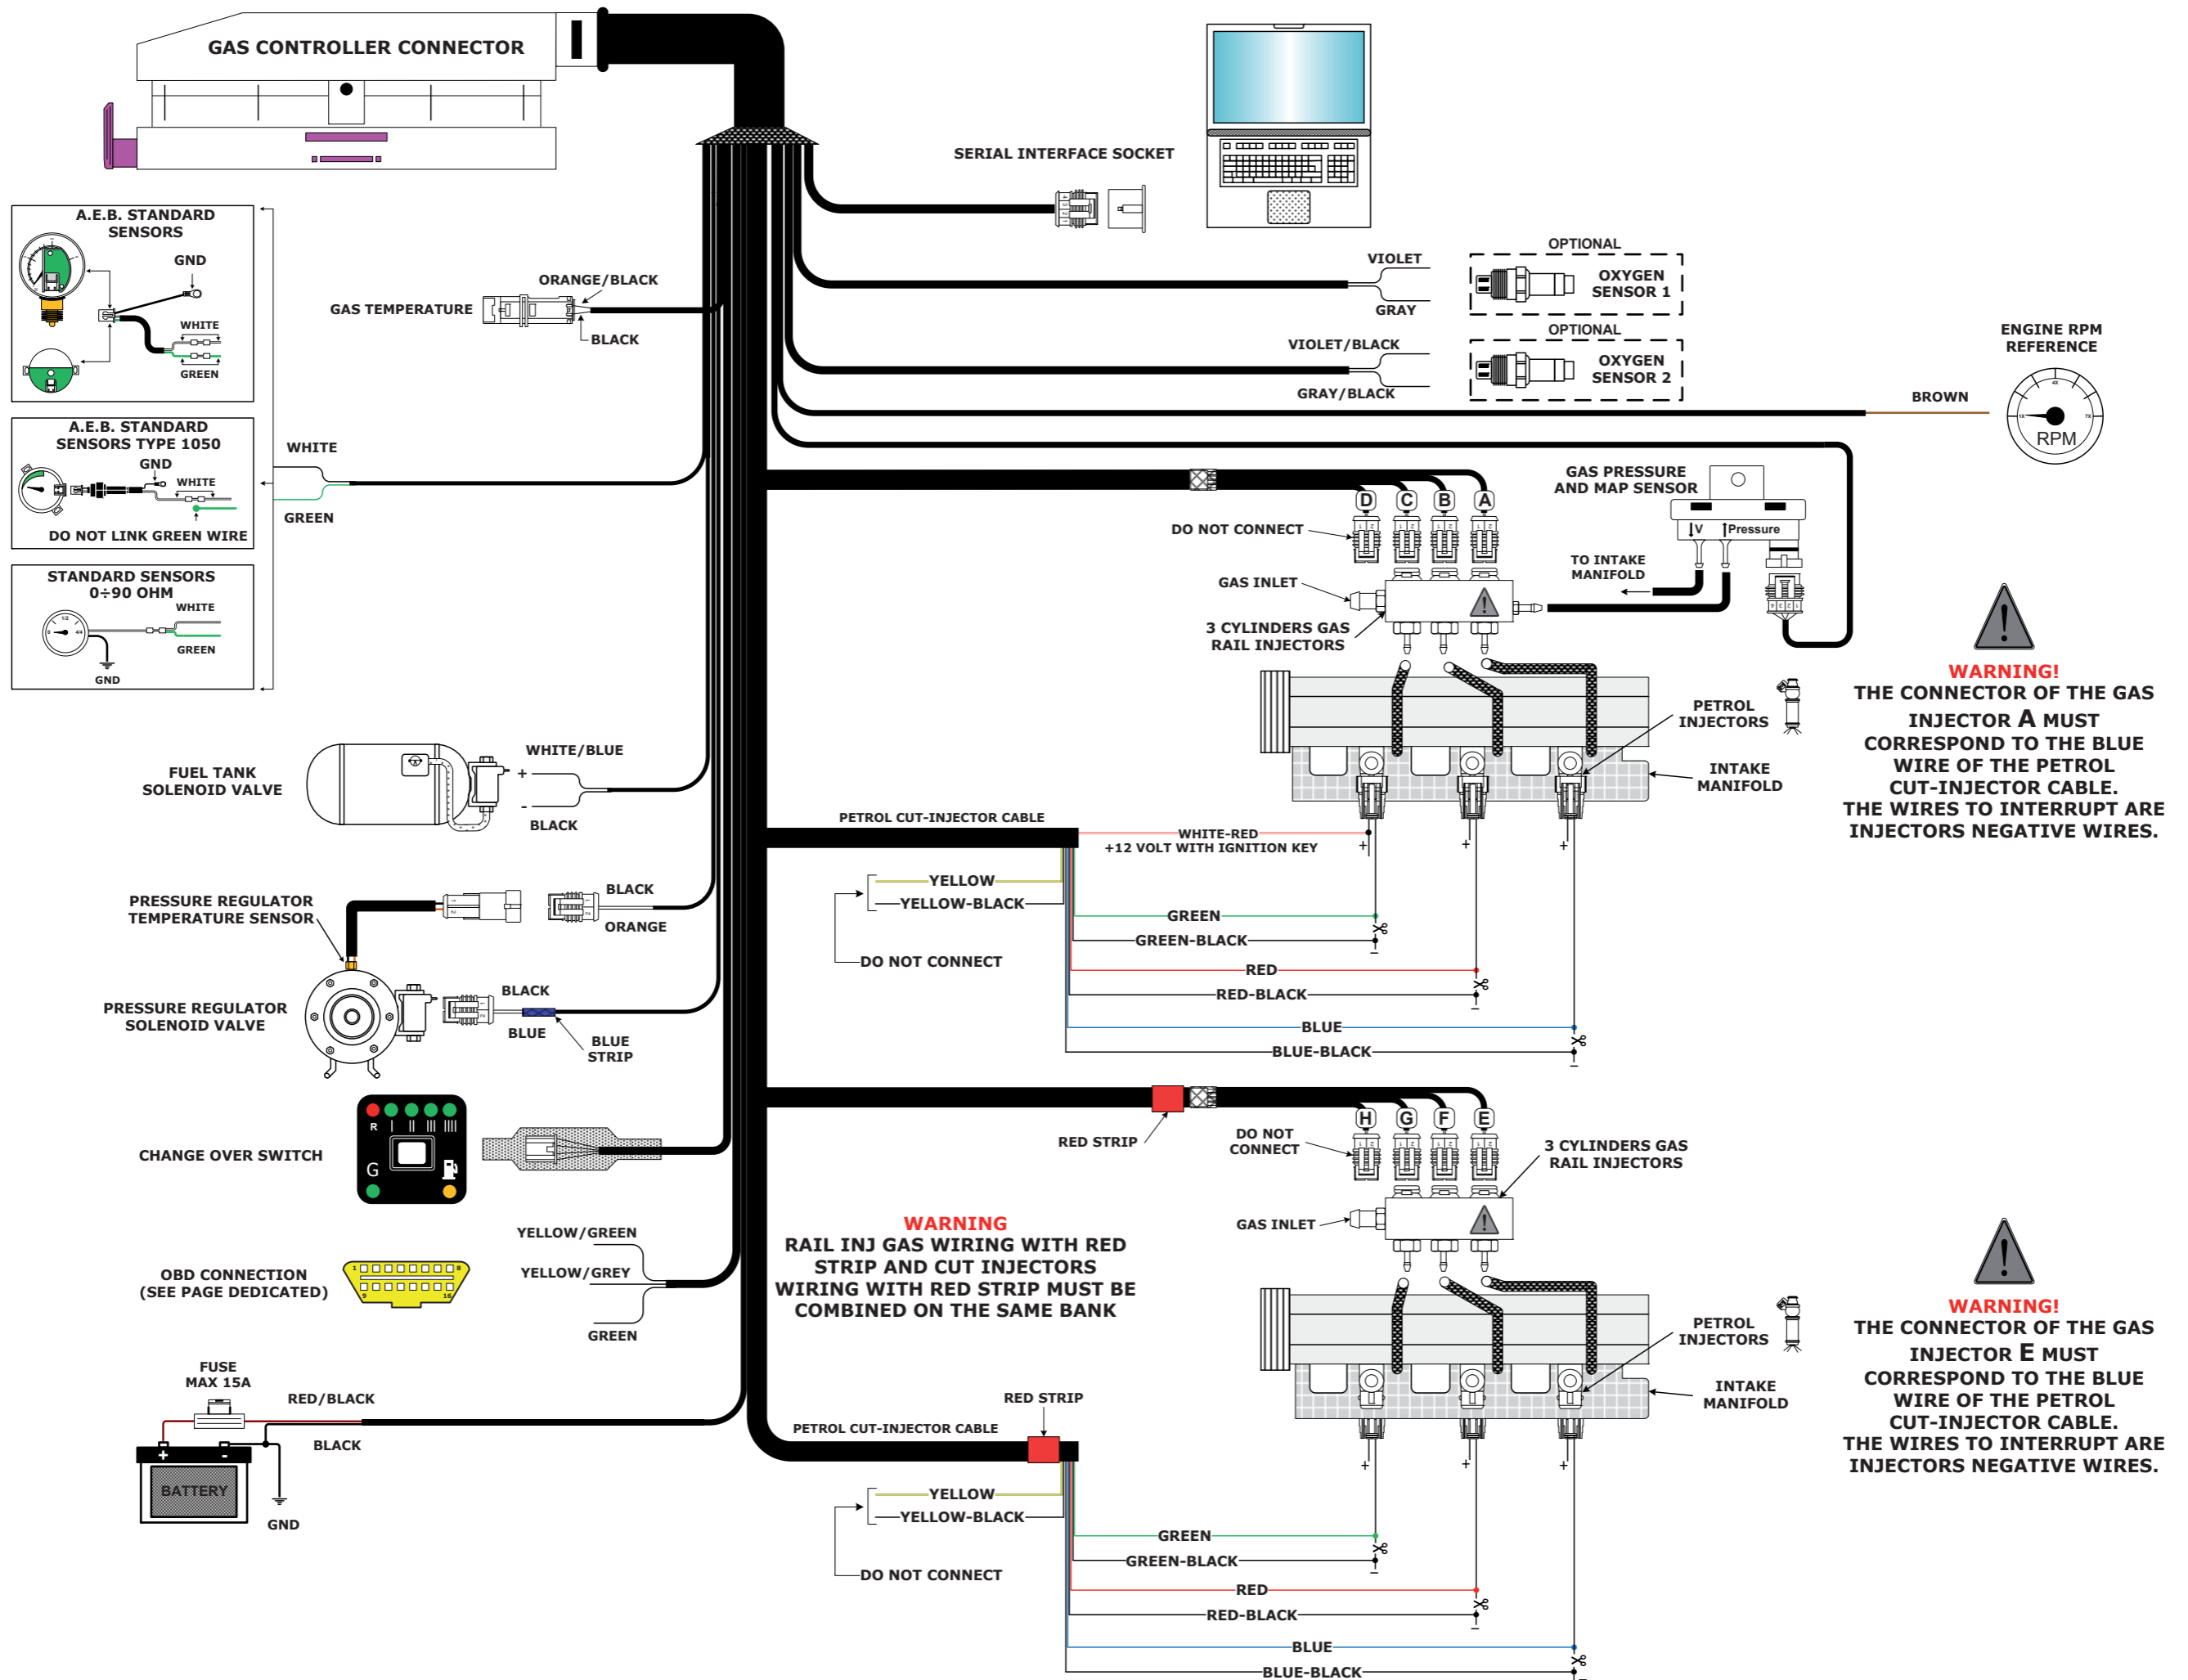 GAS CONTROLLER CONNECTOR
SERIAL INTERFACE SOCKET
A.E.B. STANDARD
SENSORS
GND
WHITE
GREEN
A.E.B. STANDARD
SENSORS TYPE 1050
GND
WHITE
DO NOT LINK GREEN WIRE
STANDARD SENSORS
0÷90 OHM
WHITE
0
1/2
4/4
GREEN
GND
WHITE
GREEN
ORANGE/BLACK
GAS TEMPERATURE
BLACK
OPTIONAL
VIOLET
OXYGEN
SENSOR 1
GRAY
OPTIONAL
VIOLET/BLACK
OXYGEN
SENSOR 2
GRAY/BLACK
ENGINE RPM
REFERENCE
BROWN
RPM
GAS PRESSURE
AND MAP SENSOR
V
Pressure
TO INTAKE
MANIFOLD
D C B A
DO NOT CONNECT
GAS INLET
3 CYLINDERS GAS
RAIL INJECTORS
PETROL
INJECTORS
INTAKE
MANIFOLD
WARNING!
THE CONNECTOR OF THE GAS
INJECTOR A MUST
CORRESPOND TO THE BLUE
WIRE OF THE PETROL
CUT-INJECTOR CABLE.
THE WIRES TO INTERRUPT ARE
INJECTORS NEGATIVE WIRES.
FUEL TANK
SOLENOID VALVE
WHITE/BLUE
+
-
BLACK
PETROL CUT-INJECTOR CABLE
WHITE-RED
+12 VOLT WITH IGNITION KEY
+
+
+
YELLOW
YELLOW-BLACK
DO NOT CONNECT
GREEN
GREEN-BLACK
–
RED
RED-BLACK
–
BLUE
BLUE-BLACK
–
PRESSURE REGULATOR
TEMPERATURE SENSOR
BLACK
ORANGE
PRESSURE REGULATOR
SOLENOID VALVE
BLACK
BLUE
BLUE
STRIP
CHANGE OVER SWITCH
R I II III IIII
G
RED STRIP
H G F E
DO NOT
CONNECT
3 CYLINDERS GAS
RAIL INJECTORS
GAS INLET
WARNING
RAIL INJ GAS WIRING WITH RED
STRIP AND CUT INJECTORS
WIRING WITH RED STRIP MUST BE
COMBINED ON THE SAME BANK
YELLOW/GREEN
YELLOW/GREY
GREEN
OBD CONNECTION
(SEE PAGE DEDICATED)
1 8
9 16
PETROL
INJECTORS
INTAKE
MANIFOLD
WARNING!
THE CONNECTOR OF THE GAS
INJECTOR E MUST
CORRESPOND TO THE BLUE
WIRE OF THE PETROL
CUT-INJECTOR CABLE.
THE WIRES TO INTERRUPT ARE
INJECTORS NEGATIVE WIRES.
FUSE
MAX 15A
RED/BLACK
BLACK
+ -
BATTERY
GND
RED STRIP
PETROL CUT-INJECTOR CABLE
+
+
+
YELLOW
YELLOW-BLACK
DO NOT CONNECT
GREEN
GREEN-BLACK
–
RED
RED-BLACK
–
BLUE
BLUE-BLACK
–